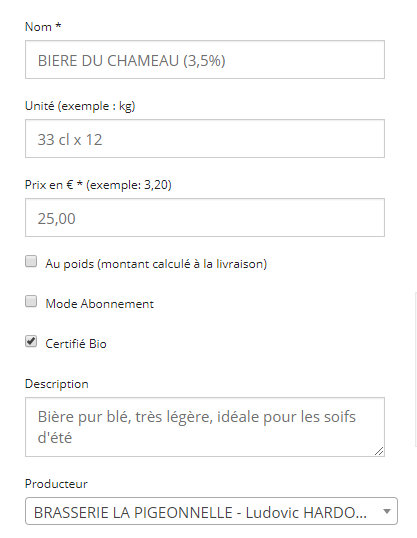 Nom *
BIERE DU CHAMEAU (3,5%)
Unité (exemple : kg)
33 cl x 12
Prix en € * (exemple: 3,20)
25,00
Au poids (montant calculé à la livraison)
Mode Abonnement
Certifié Bio
Description
Bière pur blé, très légère, idéale pour les soifs
d'été
Producteur
BRASSERIE LA PIGEONNELLE - Ludovic HARDO...